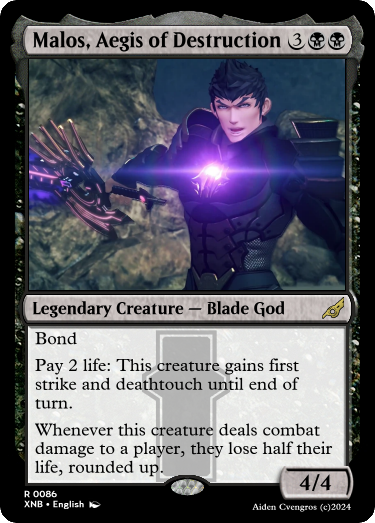 Malos, Aegis of Destruction 3
Legendary Creature — Blade God
Bond
Pay 2 life: This creature gains first
strike and deathtouch until end of
turn.
Whenever this creature deals combat
damage to a player, they lose half their
life, rounded up.
4/4
R 0086
XNB • English
Aiden Cvengros (c)2024